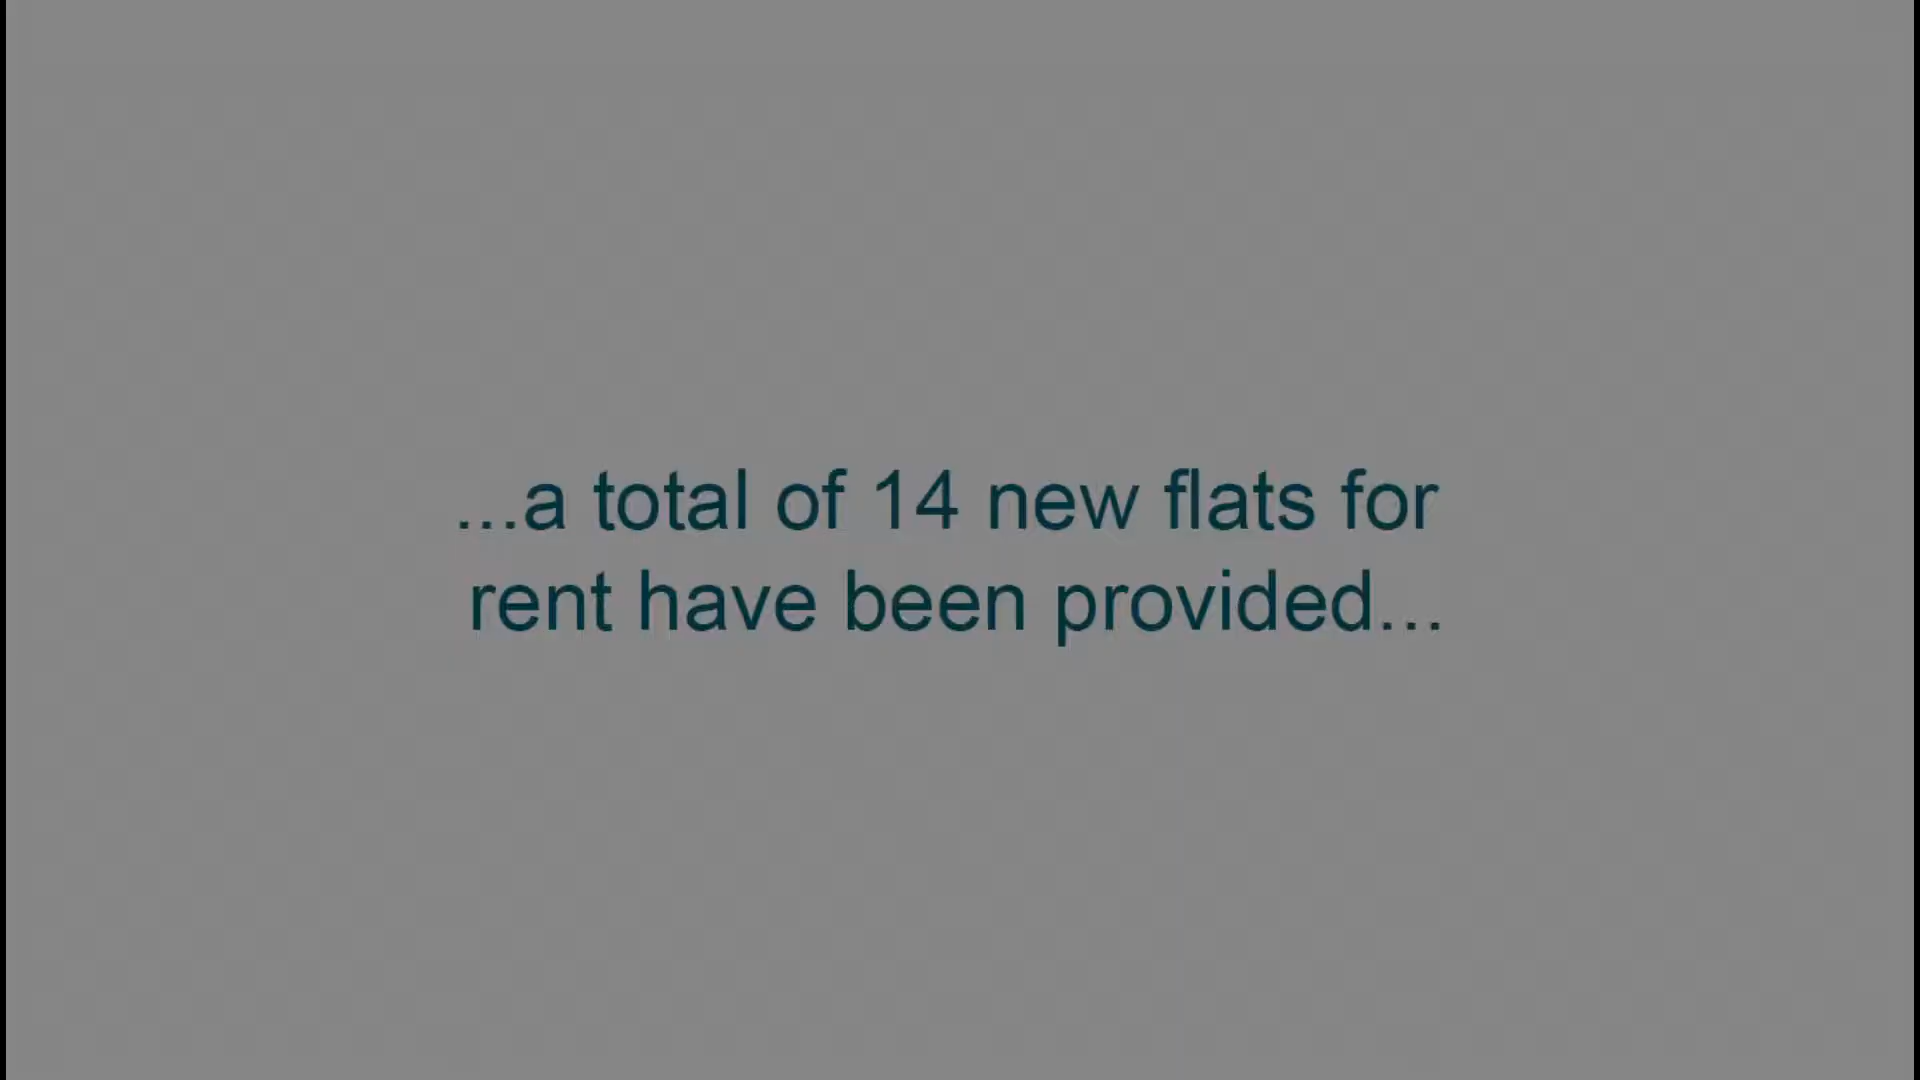 ...a total of 14 new flats for
rent have been provided...